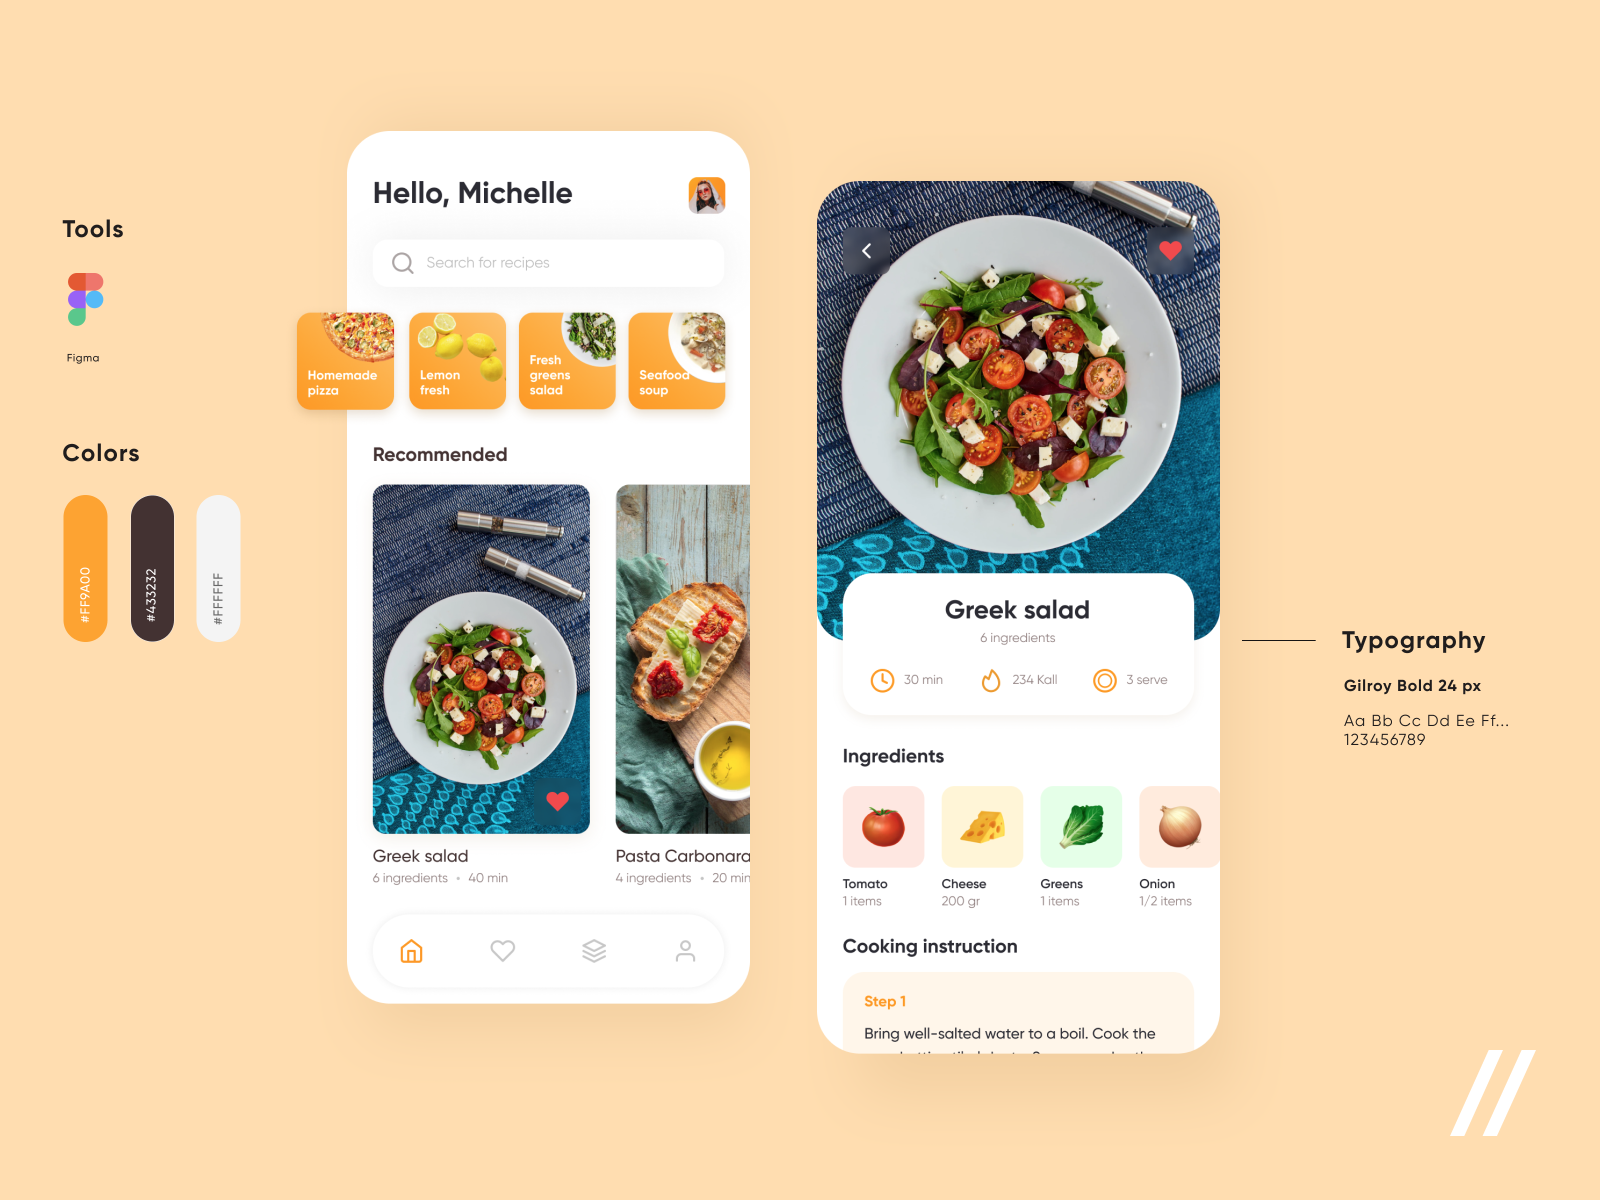 Tools
Figma
Colors
#FF9A00
#433232
#FFFFFF
Hello, Michelle
Search for recipes
Homemade
pizza
Lemon
fresh
Fresh
greens
salad
Seafood
soup
Recommended
Greek salad
6 ingredients • 40 min
Pasta Carbonara
4 ingredients • 20 min
Greek salad
6 ingredients
30 min
234 Kall
3 serve
Ingredients
Tomato
1 items
Cheese
200 gr
Greens
1 items
Onion
1/2 items
Cooking instruction
Step 1
Bring well-salted water to a boil. Cook the
Typography
Gilroy Bold 24 px
Aa Bb Cc Dd Ee Ff...
123456789